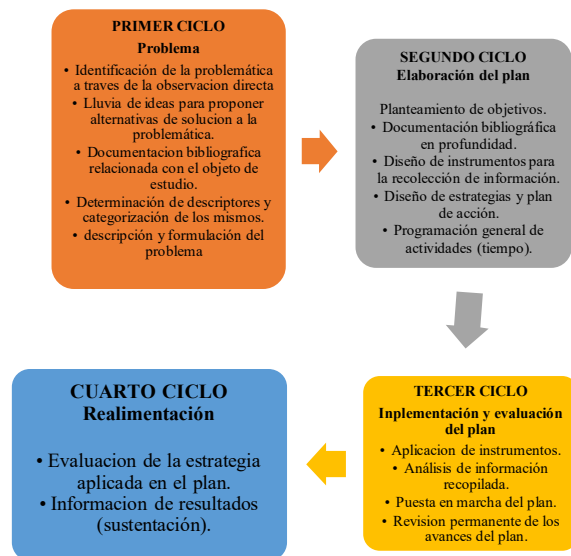 PRIMER CICLO
Problema
• Identificación de la problemática
a traves de la observacion directa
• Lluvia de ideas para proponer
alternativas de solucion a la
problemática.
• Documentacion bibliografica
relacionada con el objeto de
estudio.
• Determinación de descriptores y
categorización de los mismos.
• descripción y formulación del
problema
SEGUNDO CICLO
Elaboración del plan
Planteamiento de objetivos.
• Documentación bibliográfica
en profundidad.
• Diseño de instrumentos para
la recolección de información.
• Diseño de estrategias y plan
de acción.
• Programación general de
actividades (tiempo).
TERCER CICLO
Inplementación y evaluación
del plan
• Aplicacion de instrumentos.
• Análisis de información
recopilada.
• Puesta en marcha del plan.
• Revision permanente de los
avances del plan.
CUARTO CICLO
Realimentación
• Evaluacion de la estrategia
aplicada en el plan.
• Informacion de resultados
(sustentación).